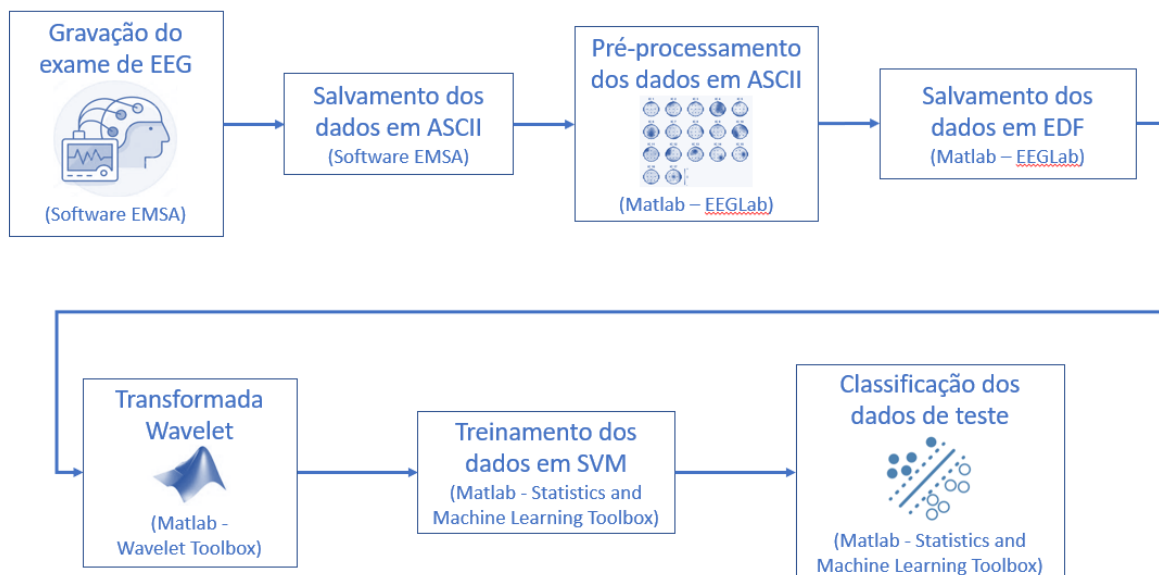 Gravação do
exame de EEG
(Software EMSA)
Salvamento dos
dados em ASCII
(Software EMSA)
Pré-processamento
dos dados em ASCII
(Matlab – EEGLab)
Salvamento dos
dados em EDF
(Matlab – EEGLab)
Transformada
Wavelet
(Matlab -
Wavelet Toolbox)
Treinamento dos
dados em SVM
(Matlab - Statistics and
Machine Learning Toolbox)
Classificação dos
dados de teste
(Matlab - Statistics and
Machine Learning Toolbox)